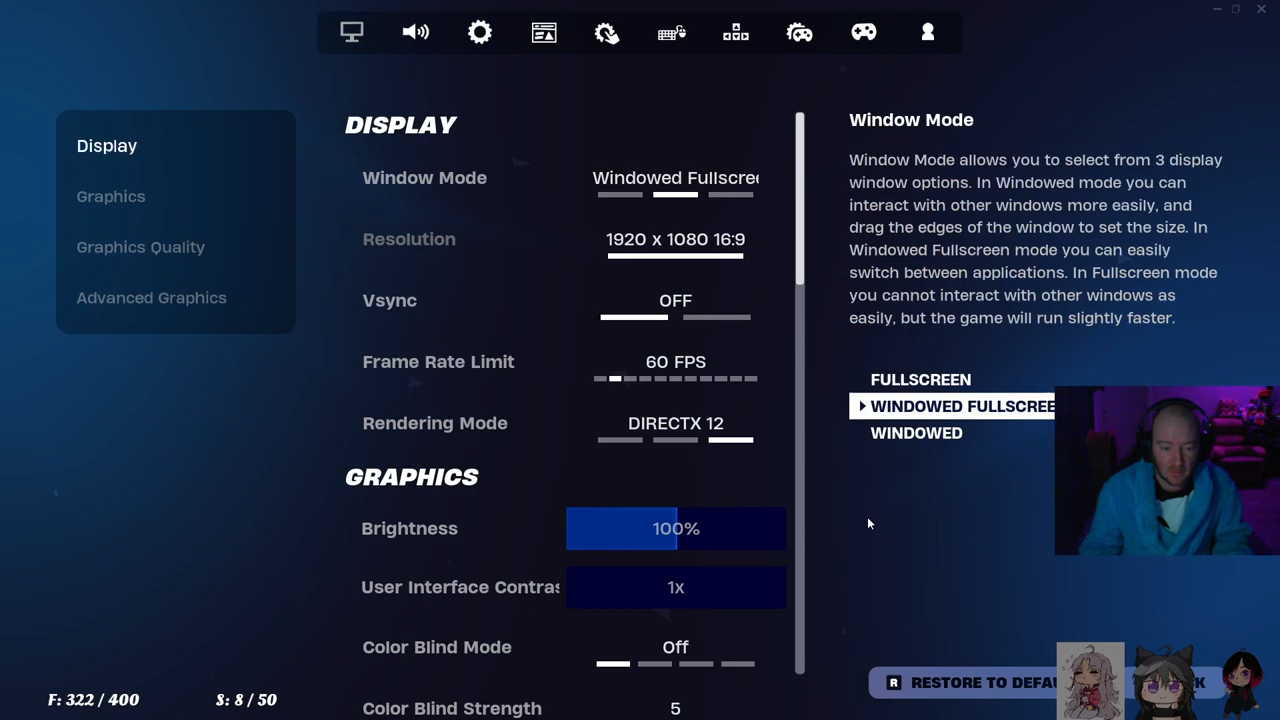 Display
Graphics
Graphics Quality
Advanced Graphics
DISPLAY
Window Mode
Windowed Fullscre
Resolution
1920 x 1080 16:9
Vsync
OFF
Frame Rate Limit
60 FPS
Rendering Mode
DIRECTX 12
GRAPHICS
Brightness
100%
User Interface Contras
1x
Color Blind Mode
Off
Color Blind Strength
5
Window Mode
Window Mode allows you to select from 3 display
window options. In Windowed mode you can
interact with other windows more easily, and
drag the edges of the window to set the size. In
Windowed Fullscreen mode you can easily
switch between applications. In Fullscreen mode
you cannot interact with other windows as
easily, but the game will run slightly faster.
FULLSCREEN
WINDOWED FULLSCREE
WINDOWED
R RESTORE TO DEFAU
K
F: 322 / 400
S: 8 / 50